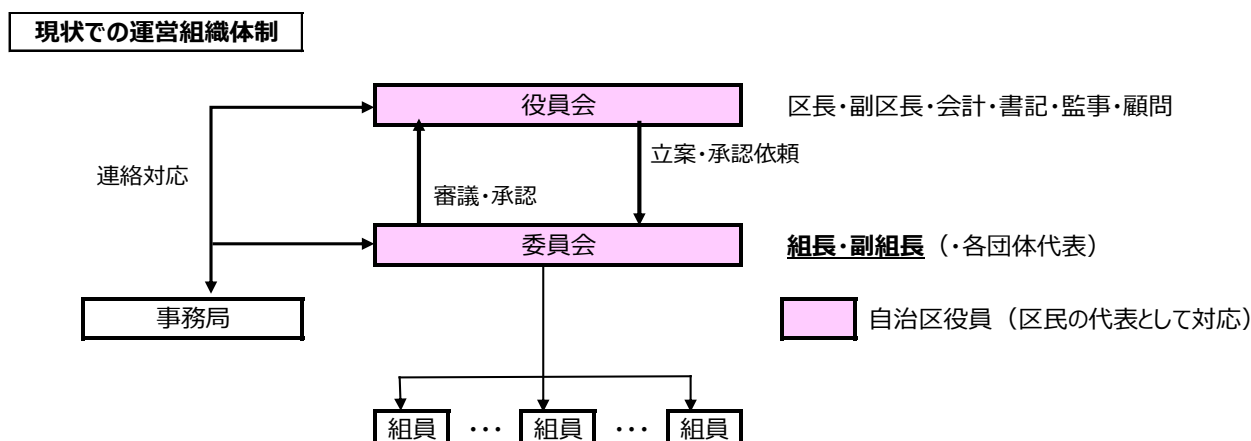 現状での運営組織体制
役員会
区長・副区長・会計・書記・監事・顧問
立案・承認依頼
連絡対応
審議・承認
委員会
組長・副組長（・各団体代表）
事務局
自治区役員（区民の代表として対応）
組員 ・・・ 組員 ・・・ 組員